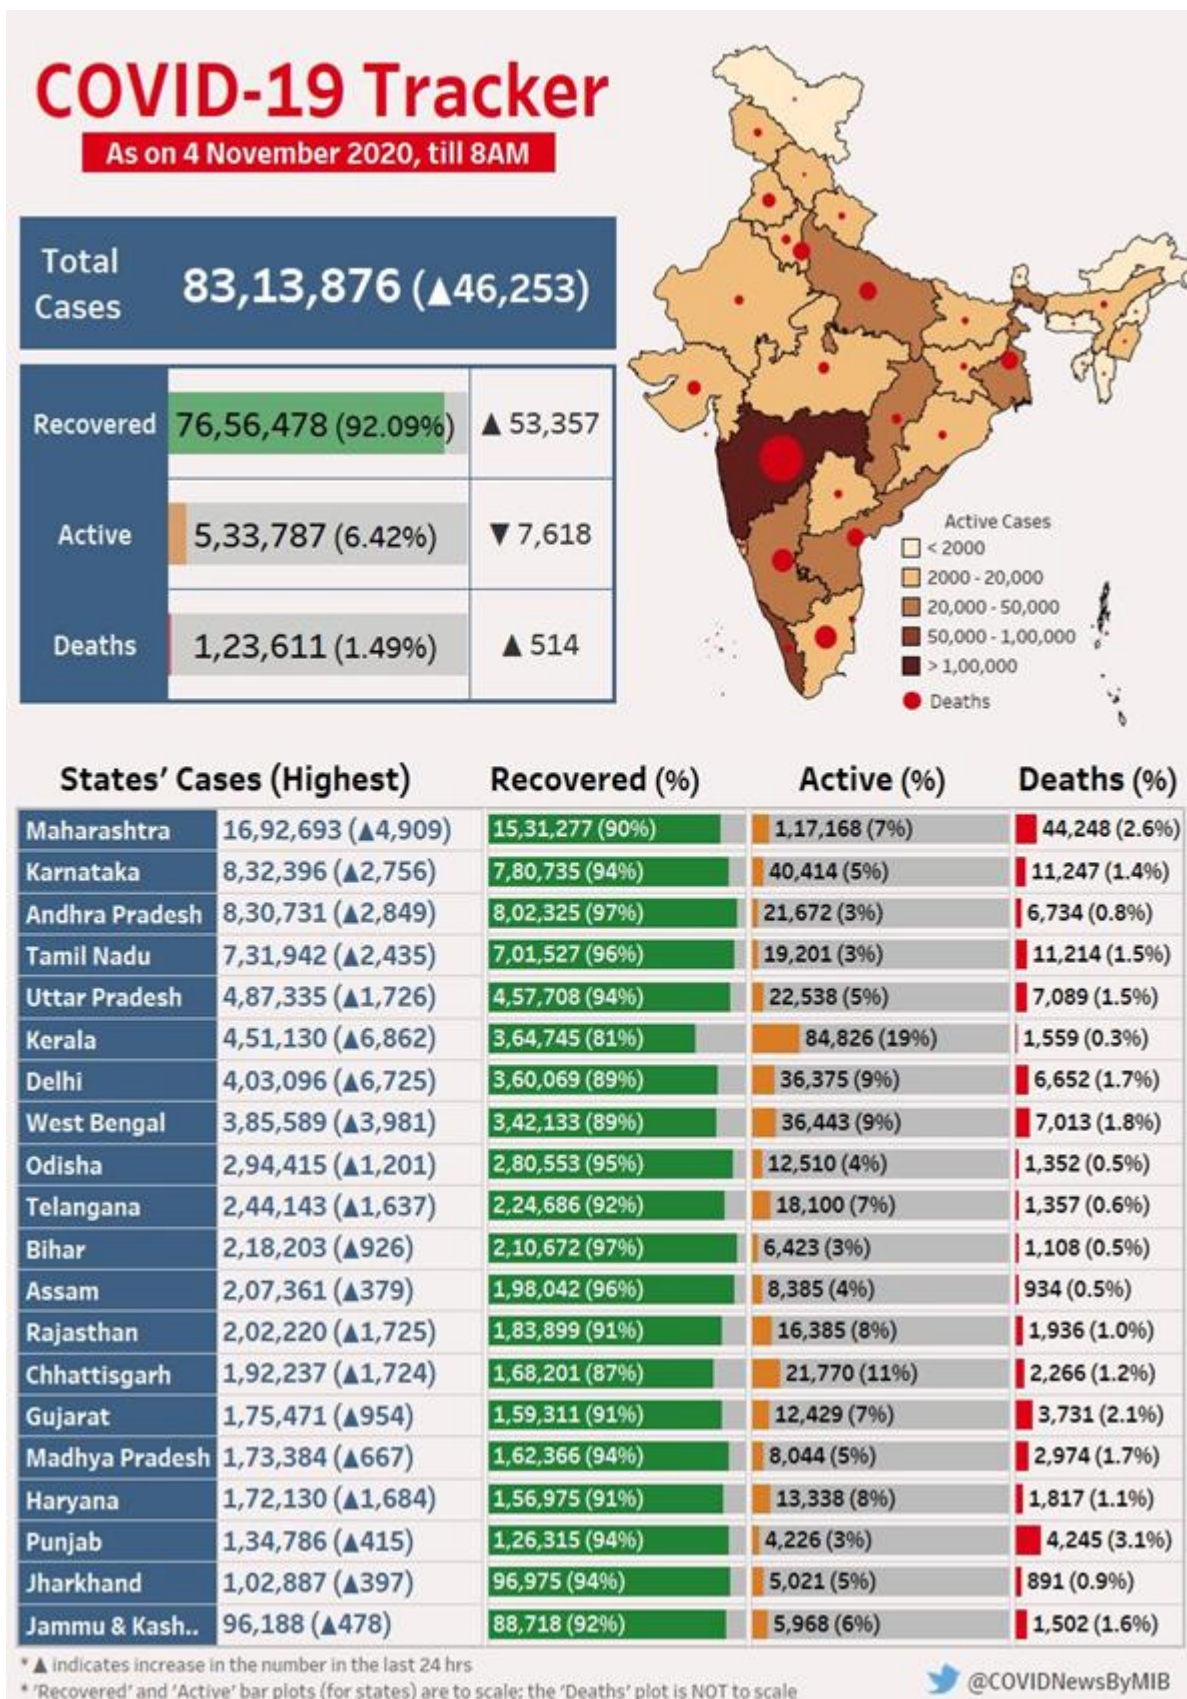 COVID-19 Tracker
As on 4 November 2020, till 8AM
Total
Cases
83,13,876 (▲46,253)
Recovered 76,56,478 (92.09%) ▲ 53,357
Active 5,33,787 (6.42%) ▼ 7,618
Deaths 1,23,611 (1.49%) ▲ 514
Active Cases
< 2000
2000 - 20,000
20,000 - 50,000
50,000 - 1,00,000
> 1,00,000
Deaths
States' Cases (Highest) Recovered (%) Active (%) Deaths (%)
Maharashtra 16,92,693 (▲4,909) 15,31,277 (90%) 1,17,168 (7%) 44,248 (2.6%)
Karnataka 8,32,396 (▲2,756) 7,80,735 (94%) 40,414 (5%) 11,247 (1.4%)
Andhra Pradesh 8,30,731 (▲2,849) 8,02,325 (97%) 21,672 (3%) 6,734 (0.8%)
Tamil Nadu 7,31,942 (▲2,435) 7,01,527 (96%) 19,201 (3%) 11,214 (1.5%)
Uttar Pradesh 4,87,335 (▲1,726) 4,57,708 (94%) 22,538 (5%) 7,089 (1.5%)
Kerala 4,51,130 (▲6,862) 3,64,745 (81%) 84,826 (19%) 1,559 (0.3%)
Delhi 4,03,096 (▲6,725) 3,60,069 (89%) 36,375 (9%) 6,652 (1.7%)
West Bengal 3,85,589 (▲3,981) 3,42,133 (89%) 36,443 (9%) 7,013 (1.8%)
Odisha 2,94,415 (▲1,201) 2,80,553 (95%) 12,510 (4%) 1,352 (0.5%)
Telangana 2,44,143 (▲1,637) 2,24,686 (92%) 18,100 (7%) 1,357 (0.6%)
Bihar 2,18,203 (▲926) 2,10,672 (97%) 6,423 (3%) 1,108 (0.5%)
Assam 2,07,361 (▲379) 1,98,042 (96%) 8,385 (4%) 934 (0.5%)
Rajasthan 2,02,220 (▲1,725) 1,83,899 (91%) 16,385 (8%) 1,936 (1.0%)
Chhattisgarh 1,92,237 (▲1,724) 1,68,201 (87%) 21,770 (11%) 2,266 (1.2%)
Gujarat 1,75,471 (▲954) 1,59,311 (91%) 12,429 (7%) 3,731 (2.1%)
Madhya Pradesh 1,73,384 (▲667) 1,62,366 (94%) 8,044 (5%) 2,974 (1.7%)
Haryana 1,72,130 (▲1,684) 1,56,975 (91%) 13,338 (8%) 1,817 (1.1%)
Punjab 1,34,786 (▲415) 1,26,315 (94%) 4,226 (3%) 4,245 (3.1%)
Jharkhand 1,02,887 (▲397) 96,975 (94%) 5,021 (5%) 891 (0.9%)
Jammu & Kash.. 96,188 (▲478) 88,718 (92%) 5,968 (6%) 1,502 (1.6%)
* ▲ indicates increase in the number in the last 24 hrs
* 'Recovered' and 'Active' bar plots (for states) are to scale; the 'Deaths' plot is NOT to scale
@COVIDNewsByMIB